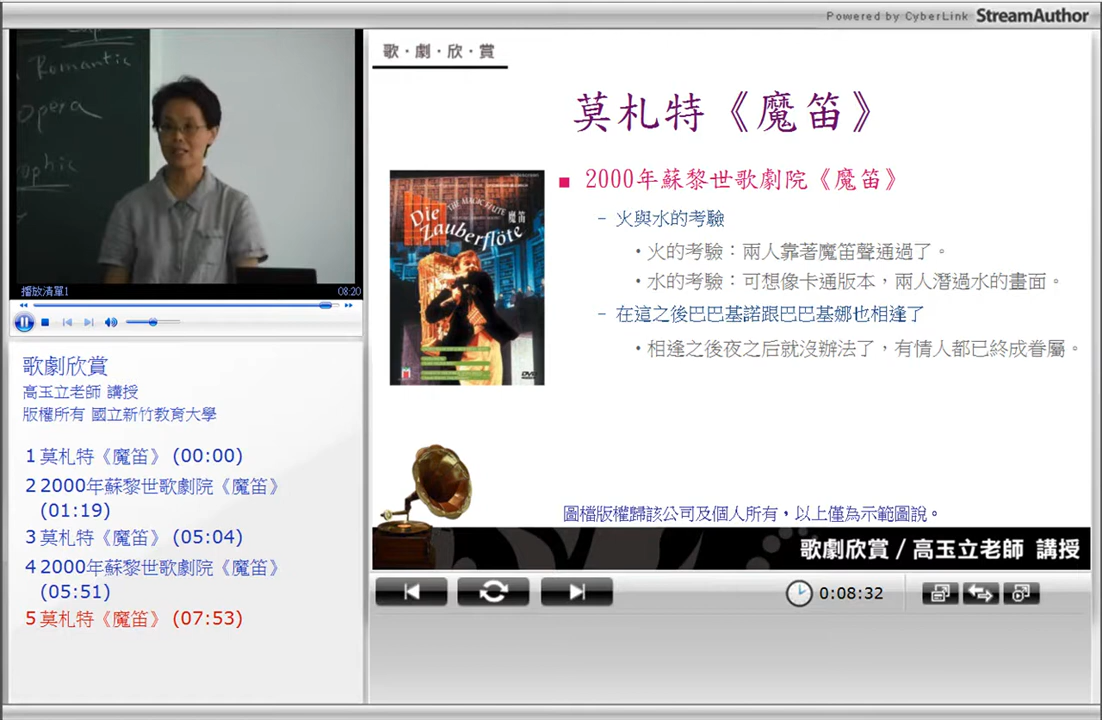 Powered by CyberLink StreamAuthor
Romantic
opera
播放清單1
08:20
歌劇欣賞
高玉立老師 講授
版權所有 國立新竹教育大學
1 莫札特《魔笛》 (00:00)
2 2000年蘇黎世歌劇院《魔笛》
(01:19)
3 莫札特《魔笛》 (05:04)
4 2000年蘇黎世歌劇院《魔笛》
(05:51)
5 莫札特《魔笛》 (07:53)
歌·劇·欣·賞
莫札特《魔笛》
■ 2000年蘇黎世歌劇院《魔笛》
THE MAGIC FLUTE
魔笛
Die
Zauberflöte
DVD
– 火與水的考驗
•火的考驗：兩人靠著魔笛聲通過了。
•水的考驗：可想像卡通版本，兩人潛過水的畫面。
– 在這之後巴巴基諾跟巴巴基娜也相逢了
•相逢之後夜之后就沒辦法了，有情人都已終成眷屬。
圖檔版權歸該公司及個人所有，以上僅為示範圖說。
歌劇欣賞 / 高玉立老師 講授
0:08:32